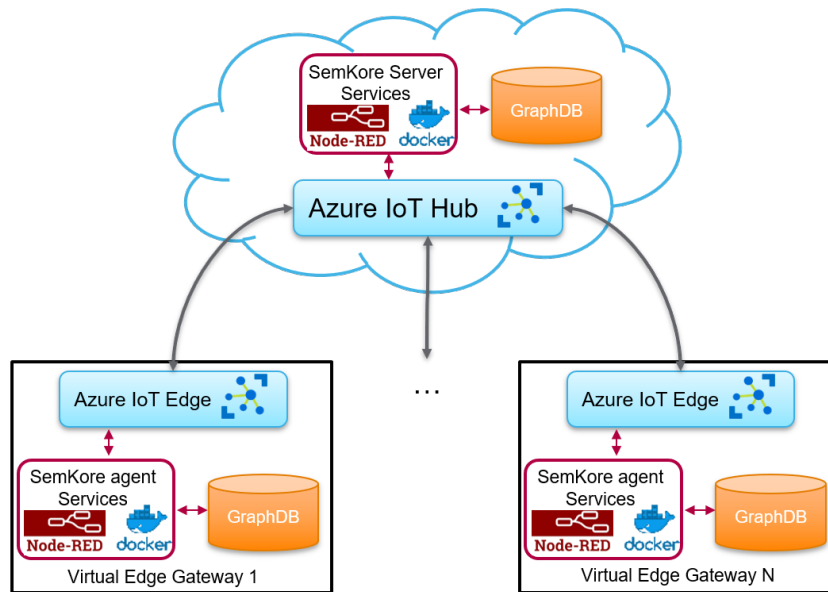 SemKore Server
Services
Node-RED
docker
GraphDB
Azure IoT Hub
...
Azure IoT Edge
SemKore agent
Services
Node-RED
docker
GraphDB
Virtual Edge Gateway 1
Azure IoT Edge
SemKore agent
Services
Node-RED
docker
GraphDB
Virtual Edge Gateway N